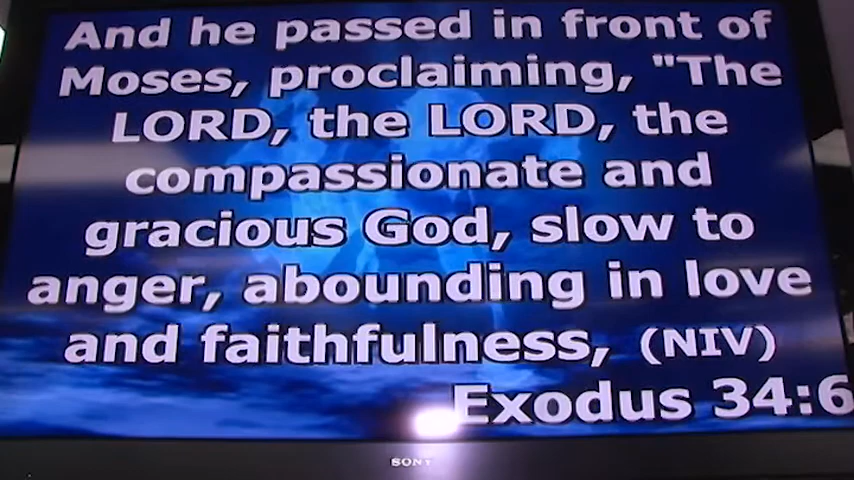 And he passed in front of
Moses, proclaiming, "The
LORD, the LORD, the
compassionate and
gracious God, slow to
anger, abounding in love
and faithfulness, (NIV)
Exodus 34:6
SONY